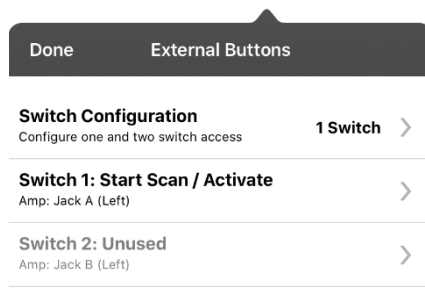 Done External Buttons
Switch Configuration
Configure one and two switch access
1 Switch
Switch 1: Start Scan / Activate
Amp: Jack A (Left)
Switch 2: Unused
Amp: Jack B (Left)